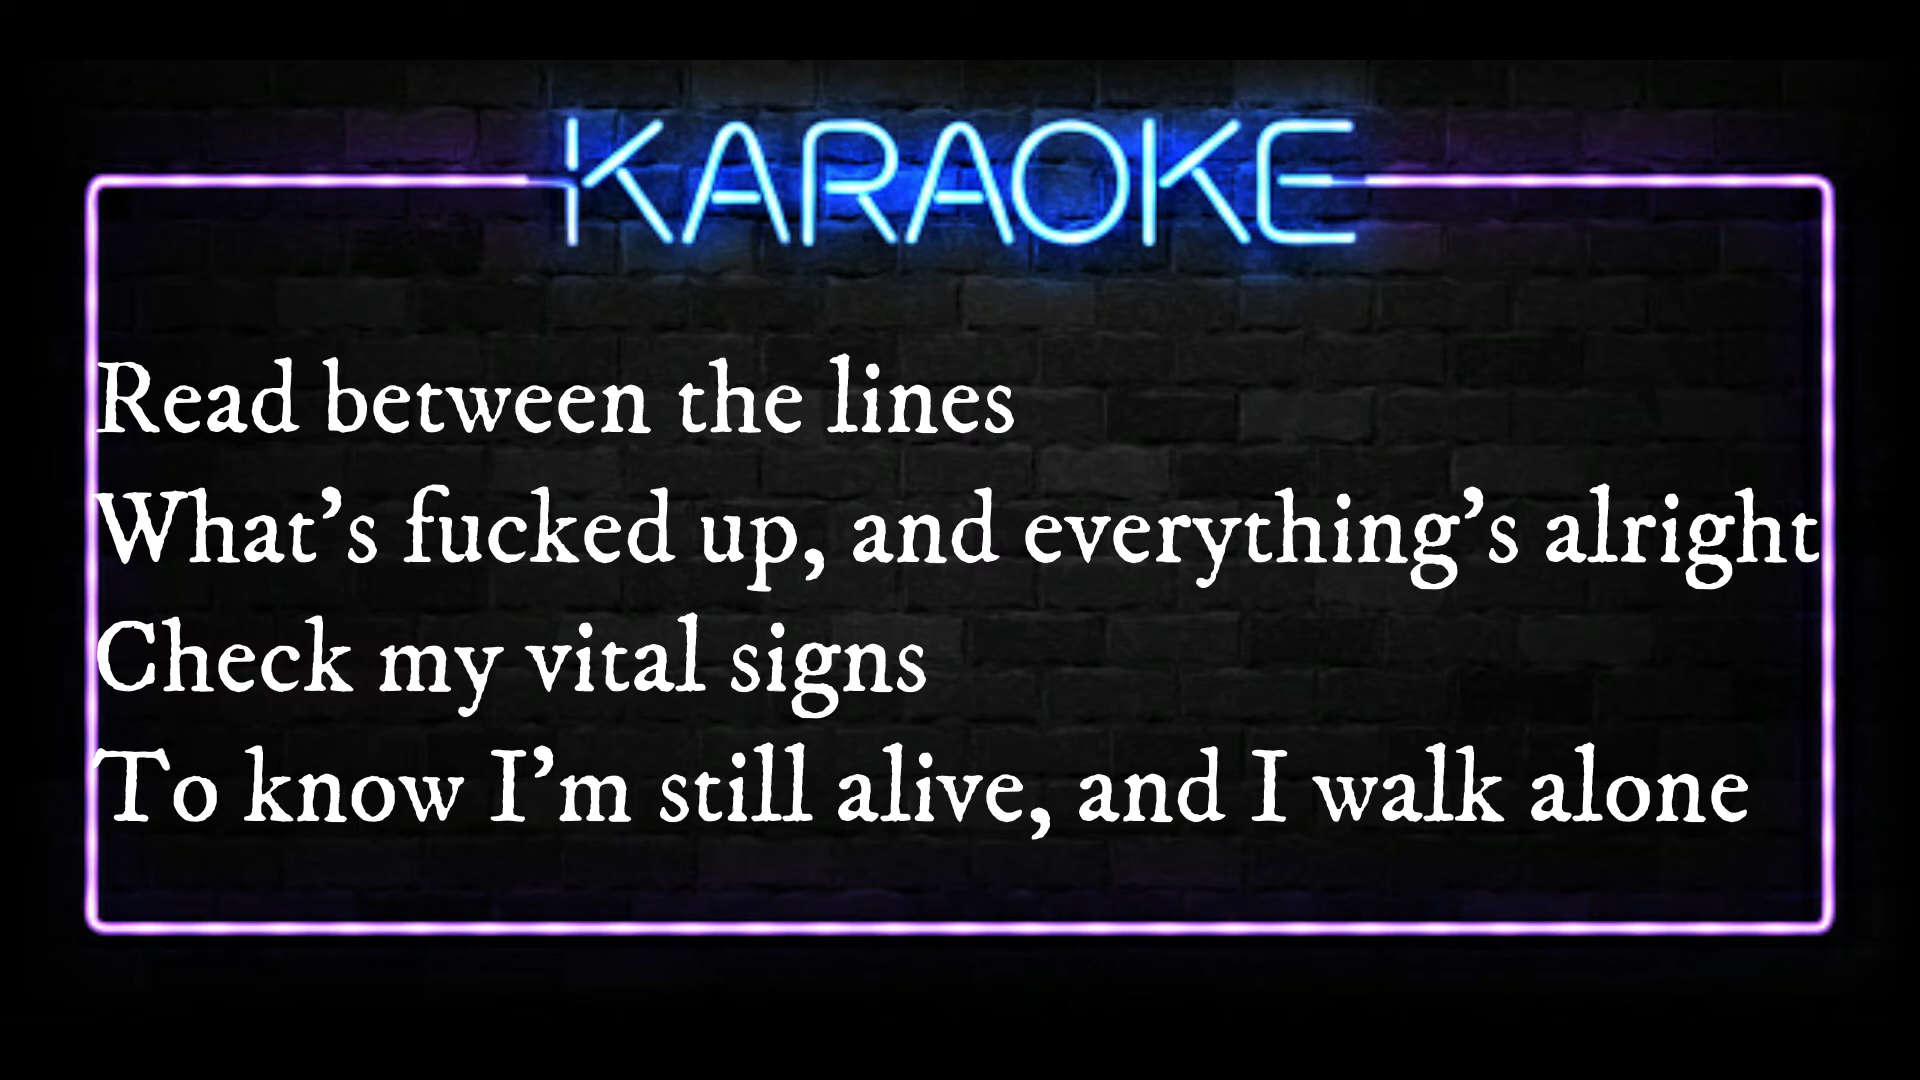 KARAOKE
Read between the lines
What’s fucked up, and everything’s alright
Check my vital signs
To know I’m still alive, and I walk alone